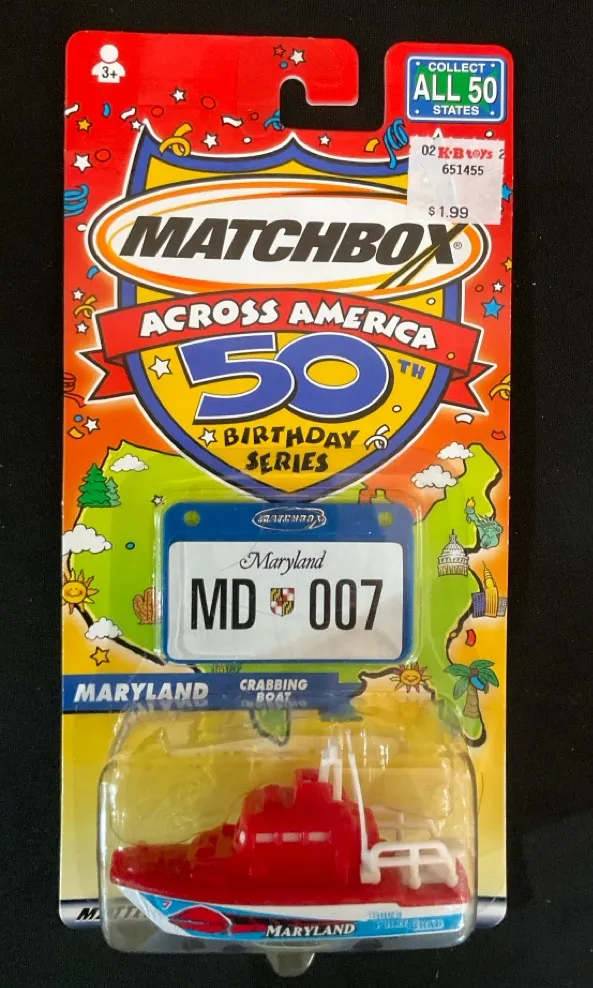 3+
COLLECT
ALL 50
STATES
02 K·B toys 2
651455
$1.99
MATCHBOX®
ACROSS AMERICA
50TH
BIRTHDAY
SERIES
MATCHBOX
Maryland
MD 007
MARYLAND CRABBING
BOAT
7
MARYLAND